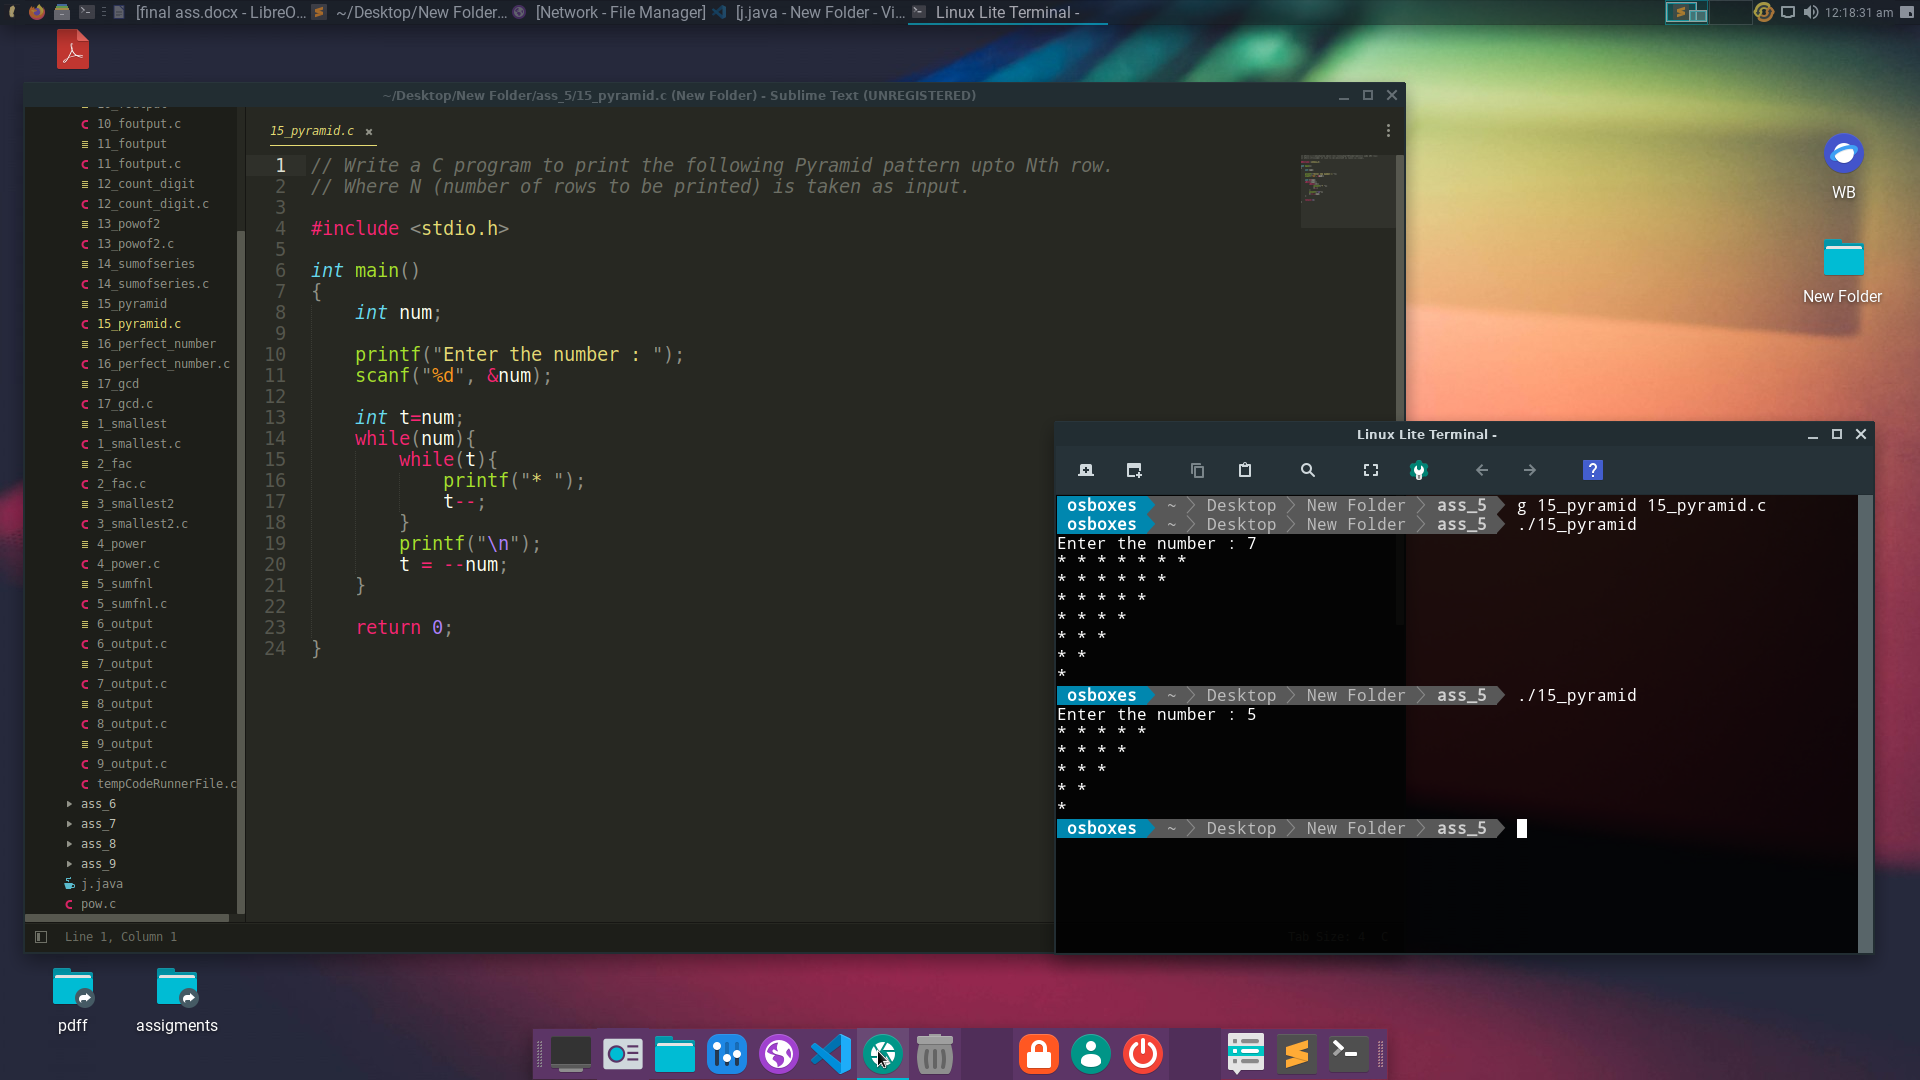 [final ass.docx - LibreO...
~/Desktop/New Folder...
[Network - File Manager]
[j.java - New Folder - Vi...
Linux Lite Terminal -
12:18:31 am
WB
New Folder
~/Desktop/New Folder/ass_5/15_pyramid.c (New Folder) - Sublime Text (UNREGISTERED)
10_foutput.c
11_foutput
11_foutput.c
12_count_digit
12_count_digit.c
13_powof2
13_powof2.c
14_sumofseries
14_sumofseries.c
15_pyramid
15_pyramid.c
16_perfect_number
16_perfect_number.c
17_gcd
17_gcd.c
1_smallest
1_smallest.c
2_fac
2_fac.c
3_smallest2
3_smallest2.c
4_power
4_power.c
5_sumfnl
5_sumfnl.c
6_output
6_output.c
7_output
7_output.c
8_output
8_output.c
9_output
9_output.c
tempCodeRunnerFile.c
ass_6
ass_7
ass_8
ass_9
j.java
pow.c
15_pyramid.c
1 // Write a C program to print the following Pyramid pattern upto Nth row.
2 // Where N (number of rows to be printed) is taken as input.
3
4 #include <stdio.h>
5
6 int main()
7 {
8     int num;
9
10     printf("Enter the number : ");
11     scanf("%d", &num);
12
13     int t=num;
14     while(num){
15         while(t){
16             printf("* ");
17             t--;
18         }
19         printf("\n");
20         t = --num;
21     }
22
23     return 0;
24 }
Line 1, Column 1
Tab Size: 4 C
Linux Lite Terminal -
osboxes ~ Desktop New Folder ass_5 g 15_pyramid 15_pyramid.c
osboxes ~ Desktop New Folder ass_5 ./15_pyramid
Enter the number : 7
* * * * * * *
* * * * * *
* * * * *
* * * *
* * *
* *
*
osboxes ~ Desktop New Folder ass_5 ./15_pyramid
Enter the number : 5
* * * * *
* * * *
* * *
* *
*
osboxes ~ Desktop New Folder ass_5
pdff
assigments